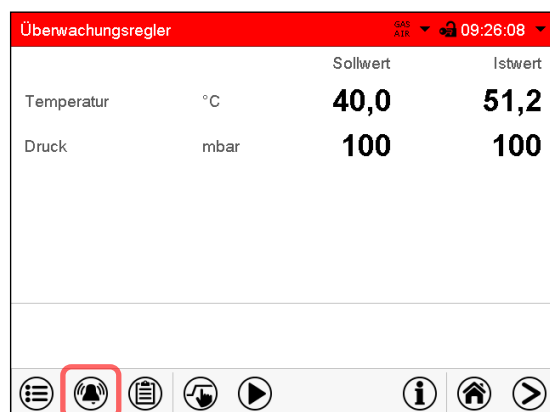 Überwachungsregler GAS AIR 09:26:08
Sollwert Istwert
Temperatur °C 40,0 51,2
Druck mbar 100 100